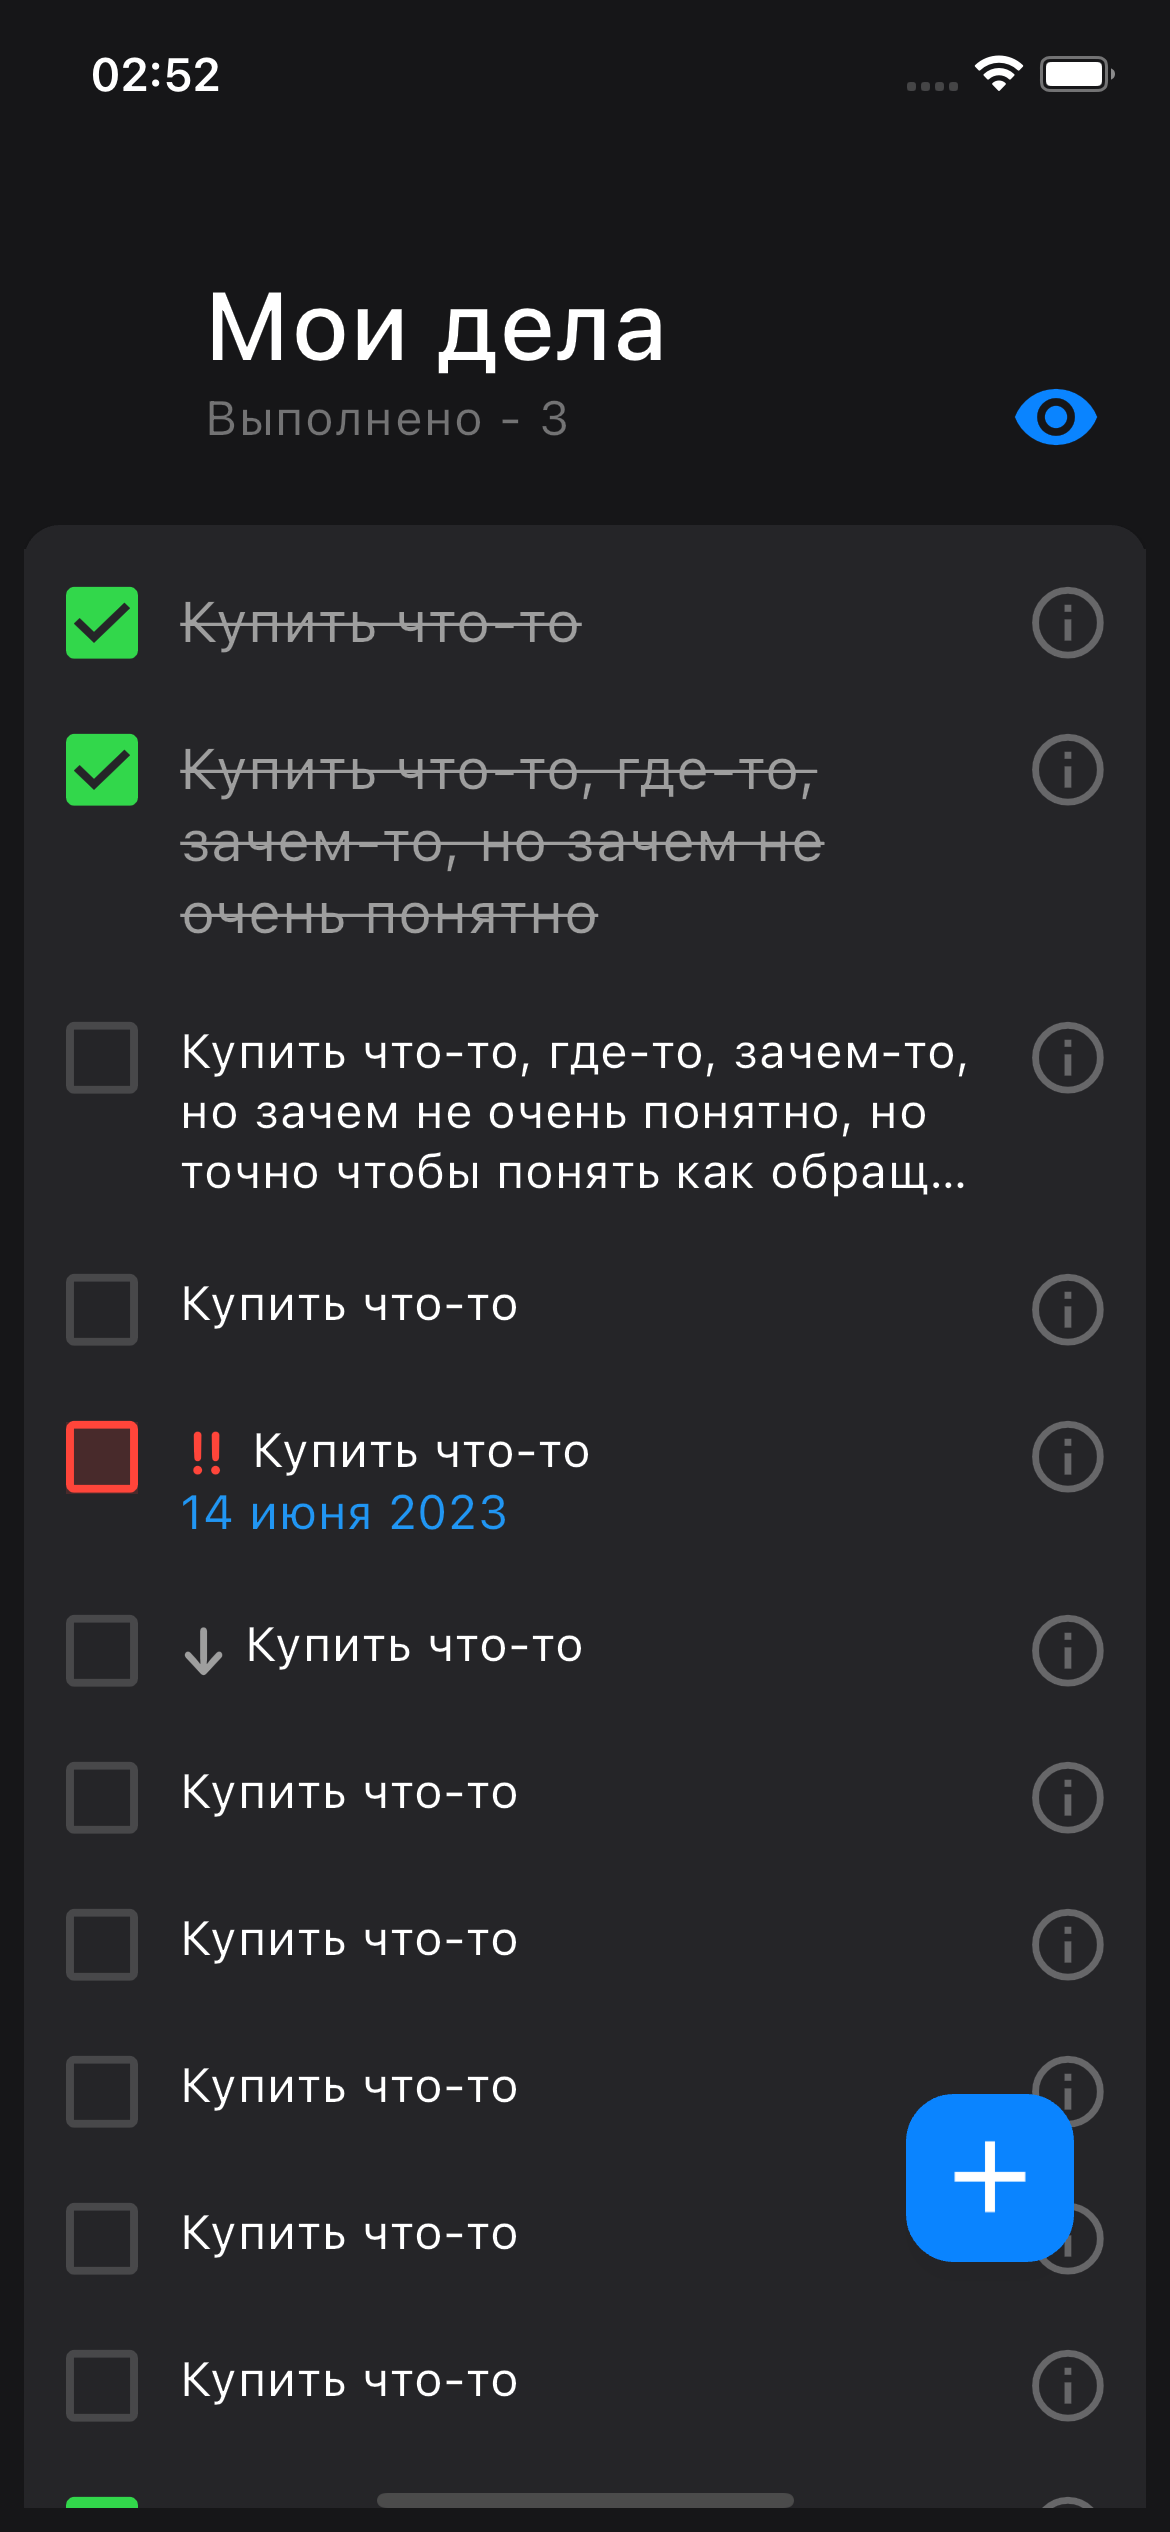 02:52
Мои дела
Выполнено - 3
Купить что-то
Купить что-то, где-то,
зачем-то, но зачем не
очень понятно
Купить что-то, где-то, зачем-то,
но зачем не очень понятно, но
точно чтобы понять как обращ...
Купить что-то
!! Купить что-то
14 июня 2023
Купить что-то
Купить что-то
Купить что-то
Купить что-то
Купить что-то
Купить что-то